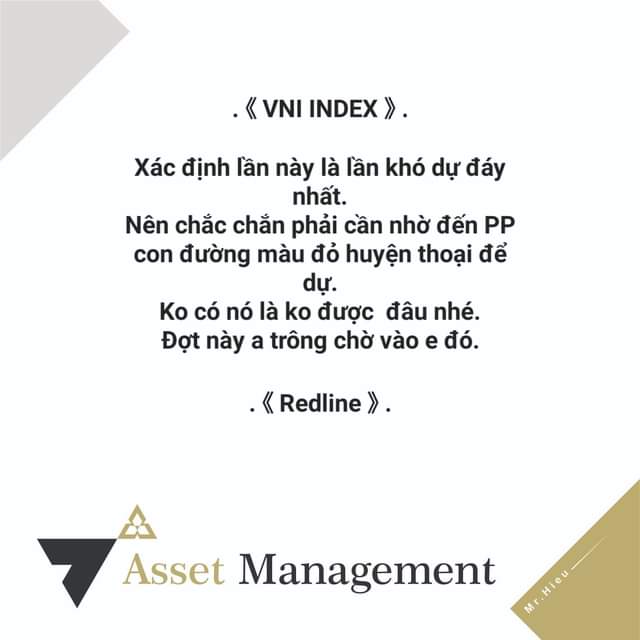 .《 VNI INDEX 》.
Xác định lần này là lần khó dự đáy
nhất.
Nên chắc chắn phải cần nhờ đến PP
con đường màu đỏ huyện thoại để
dự.
Ko có nó là ko được  đâu nhé.
Đợt này a trông chờ vào e đó.
.《 Redline 》.
Asset Management
Mr.Hieu